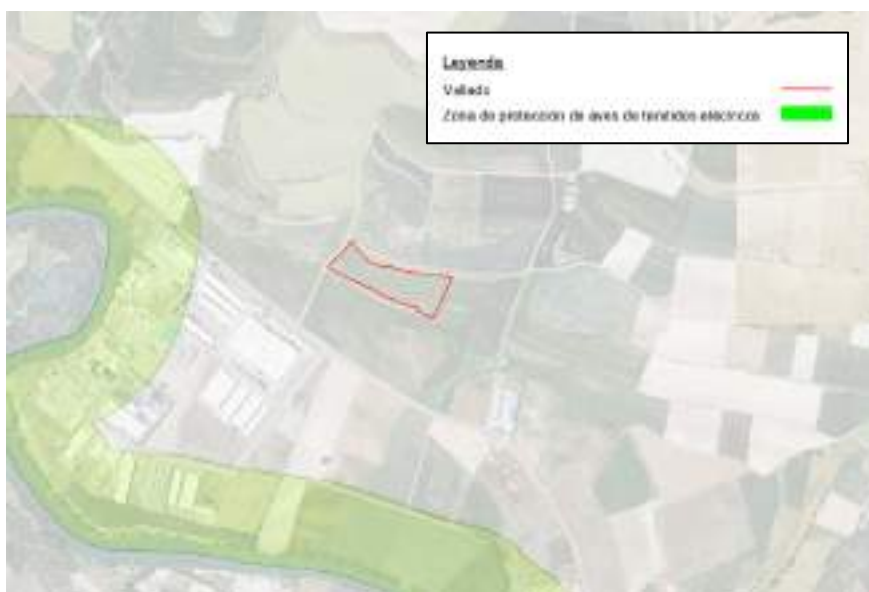 Leyenda
Vallado
Zona de protección de aves de tendidos eléctricos